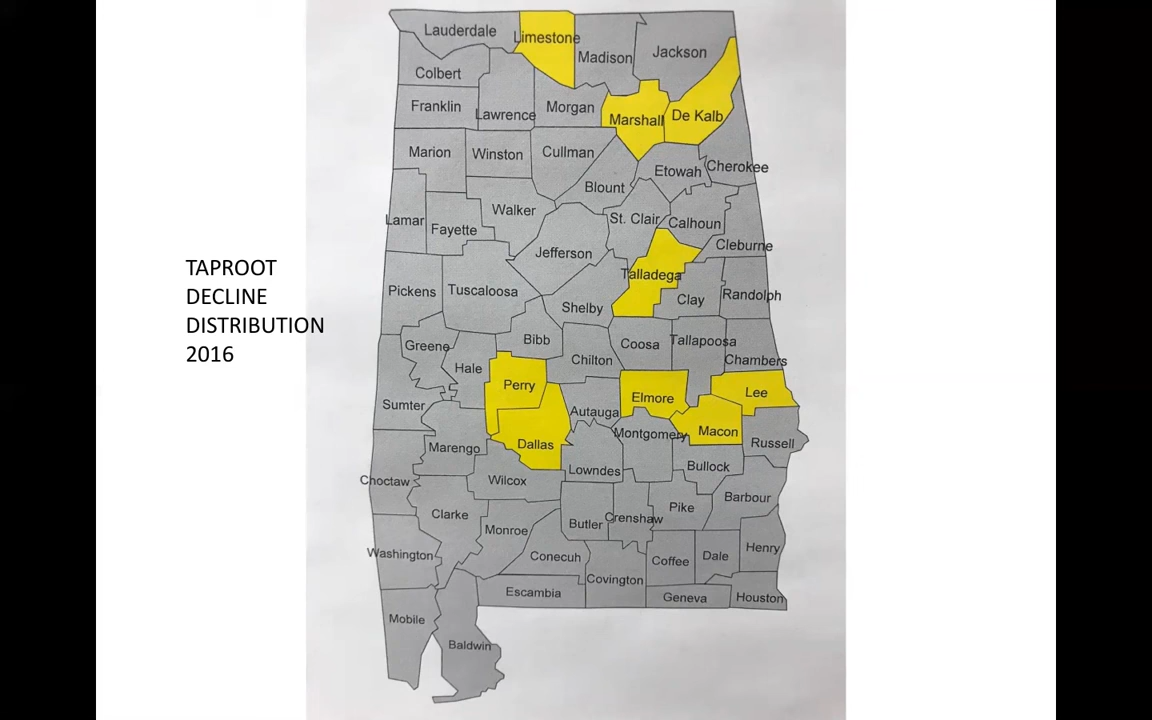 TAPROOT
DECLINE
DISTRIBUTION
2016
Lauderdale
Limestone
Madison
Jackson
Colbert
Franklin
Lawrence
Morgan
Marshall
De Kalb
Marion
Winston
Cullman
Blount
Etowah
Cherokee
Lamar
Fayette
Walker
Jefferson
St. Clair
Calhoun
Cleburne
Pickens
Tuscaloosa
Shelby
Talladega
Clay
Randolph
Greene
Hale
Bibb
Chilton
Coosa
Tallapoosa
Chambers
Sumter
Perry
Autauga
Elmore
Lee
Marengo
Dallas
Montgomery
Macon
Russell
Choctaw
Wilcox
Lowndes
Bullock
Barbour
Clarke
Monroe
Butler
Crenshaw
Pike
Washington
Conecuh
Covington
Coffee
Dale
Henry
Escambia
Geneva
Houston
Mobile
Baldwin